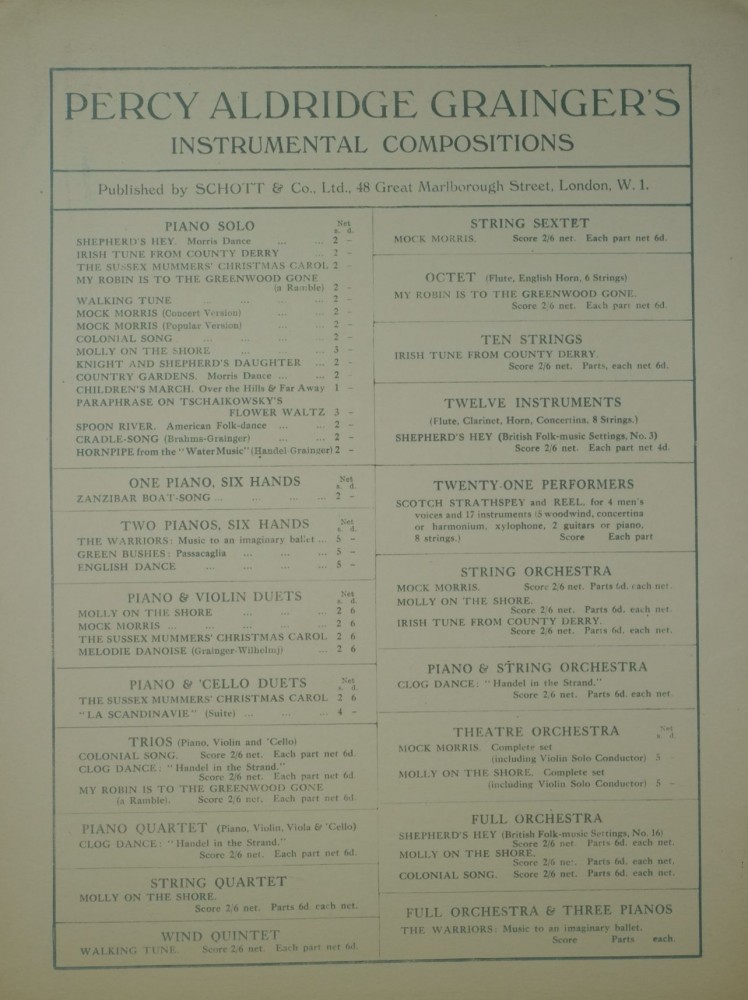 PERCY ALDRIDGE GRAINGER'S
INSTRUMENTAL COMPOSITIONS
Published by SCHOTT & Co., Ltd., 48 Great Marlborough Street, London, W. 1.
PIANO SOLO Net
s. d.
SHEPHERD'S HEY. Morris Dance ... ... 2 –
IRISH TUNE FROM COUNTY DERRY ... 2 –
THE SUSSEX MUMMERS' CHRISTMAS CAROL 2 –
MY ROBIN IS TO THE GREENWOOD GONE
(a Ramble) 2 –
WALKING TUNE ... ... ... 2 –
MOCK MORRIS (Concert Version) ... ... 2 –
MOCK MORRIS (Popular Version) ... ... 2 –
COLONIAL SONG ... ... ... 2 –
MOLLY ON THE SHORE ... ... ... 3 –
KNIGHT AND SHEPHERD'S DAUGHTER ... 2 –
COUNTRY GARDENS. Morris Dance ... ... 2
CHILDREN'S MARCH. Over the Hills & Far Away 1 –
PARAPHRASE ON TSCHAIKOWSKY'S
FLOWER WALTZ 3 –
SPOON RIVER. American Folk-dance ... ... 2 –
CRADLE-SONG (Brahms-Grainger) ... ... 2 –
HORNPIPE from the "Water Music" (Handel-Grainger) 2 –
ONE PIANO, SIX HANDS Net
s. d.
ZANZIBAR BOAT-SONG ... ... ... ... 2 –
TWO PIANOS, SIX HANDS Net
s. d.
THE WARRIORS: Music to an imaginary ballet ... 5 –
GREEN BUSHES: Passacaglia ... ... ... 5 –
ENGLISH DANCE ... ... ... ... 5 –
PIANO & VIOLIN DUETS Net
s. d.
MOLLY ON THE SHORE ... ... ... 2 6
MOCK MORRIS ... ... ... ... ... 2 6
THE SUSSEX MUMMERS' CHRISTMAS CAROL 2 6
MELODIE DANOISE (Grainger-Wilhelmj) ... 2 6
PIANO & 'CELLO DUETS Net
s. d.
THE SUSSEX MUMMERS' CHRISTMAS CAROL 2 6
"LA SCANDINAVIE" (Suite) ... ... ... 4 –
TRIOS (Piano, Violin and 'Cello)
COLONIAL SONG. Score 2/6 net. Each part net 6d.
CLOG DANCE: "Handel in the Strand."
Score 2/6 net. Each part net 6d
MY ROBIN IS TO THE GREENWOOD GONE
(a Ramble). Score 2/6 net. Each part net 6d.
PIANO QUARTET (Piano, Violin, Viola & 'Cello)
CLOG DANCE: "Handel in the Strand."
Score 2/6 net. Each part net 6d.
STRING QUARTET
MOLLY ON THE SHORE.
Score 2/6 net. Parts 6d. each net.
WIND QUINTET
WALKING TUNE. Score 2/6 net. Each part net 6d.
STRING SEXTET
MOCK MORRIS. Score 2/6 net. Each part net 6d.
OCTET (Flute, English Horn, 6 Strings)
MY ROBIN IS TO THE GREENWOOD GONE.
Score 2/6 net. Each part net 6d.
TEN STRINGS
IRISH TUNE FROM COUNTY DERRY.
Score 2/6 net. Parts, each net 6d.
TWELVE INSTRUMENTS
(Flute, Clarinet, Horn, Concertina, 8 Strings.)
SHEPHERD'S HEY (British Folk-music Settings, No. 3)
Score 2/6 net. Each part net 4d.
TWENTY-ONE PERFORMERS
SCOTCH STRATHSPEY and REEL, for 4 men's
voices and 17 instruments (5 woodwind, concertina
or harmonium, xylophone, 2 guitars or piano,
8 strings.) Score Each part
STRING ORCHESTRA
MOCK MORRIS. Score 2/6 net. Parts 6d. each net.
MOLLY ON THE SHORE.
Score 2/6 net. Parts 6d. each net.
IRISH TUNE FROM COUNTY DERRY.
Score 2/6 net. Parts 6d. each net.
PIANO & STRING ORCHESTRA
CLOG DANCE: "Handel in the Strand."
Score 2/6 net. Parts 6d. each net.
THEATRE ORCHESTRA Net
s. d.
MOCK MORRIS. Complete set
(including Violin Solo Conductor) 5
MOLLY ON THE SHORE. Complete set
(including Violin Solo Conductor) 5 –
FULL ORCHESTRA
SHEPHERD'S HEY (British Folk-music Settings, No. 16)
Score 2/6 net. Parts 6d. each net.
MOLLY ON THE SHORE.
Score 2/6 net. Parts 6d. each net.
COLONIAL SONG. Score 2/6 net. Parts 6d. each net.
FULL ORCHESTRA & THREE PIANOS
THE WARRIORS: Music to an imaginary ballet.
Score Parts each.